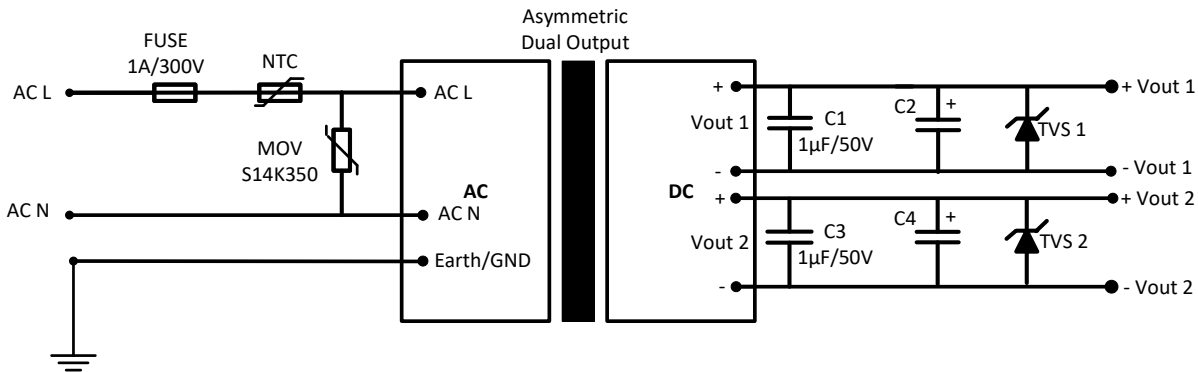 Asymmetric
Dual Output
FUSE
1A/300V
NTC
AC L
AC L
MOV
S14K350
AC N
AC
AC N
Earth/GND
+
Vout 1
-
DC
+
Vout 2
-
C1
1µF/50V
C2
+
TVS 1
+ Vout 1
- Vout 1
+ Vout 2
C3
1µF/50V
C4
+
TVS 2
- Vout 2